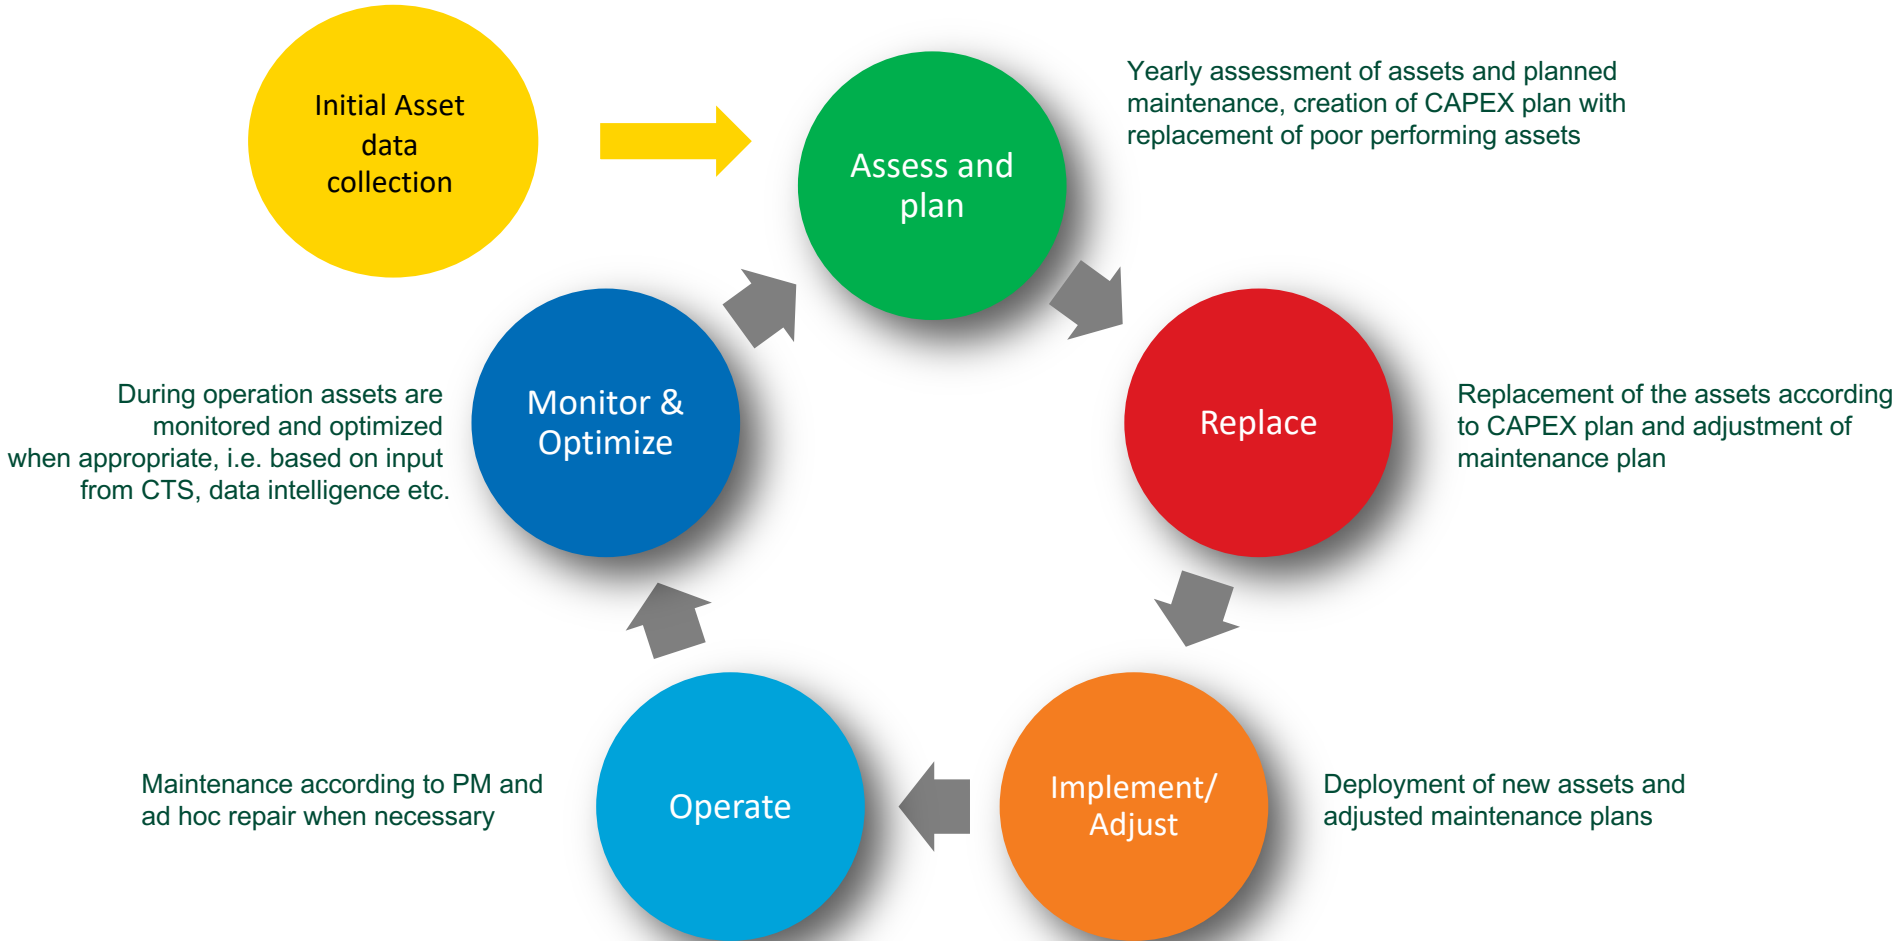 Initial Asset
data
collection
Assess and
plan
Yearly assessment of assets and planned
maintenance, creation of CAPEX plan with
replacement of poor performing assets
Replace
Replacement of the assets according
to CAPEX plan and adjustment of
maintenance plan
Implement/
Adjust
Deployment of new assets and
adjusted maintenance plans
Operate
Maintenance according to PM and
ad hoc repair when necessary
Monitor &
Optimize
During operation assets are
monitored and optimized
when appropriate, i.e. based on input
from CTS, data intelligence etc.